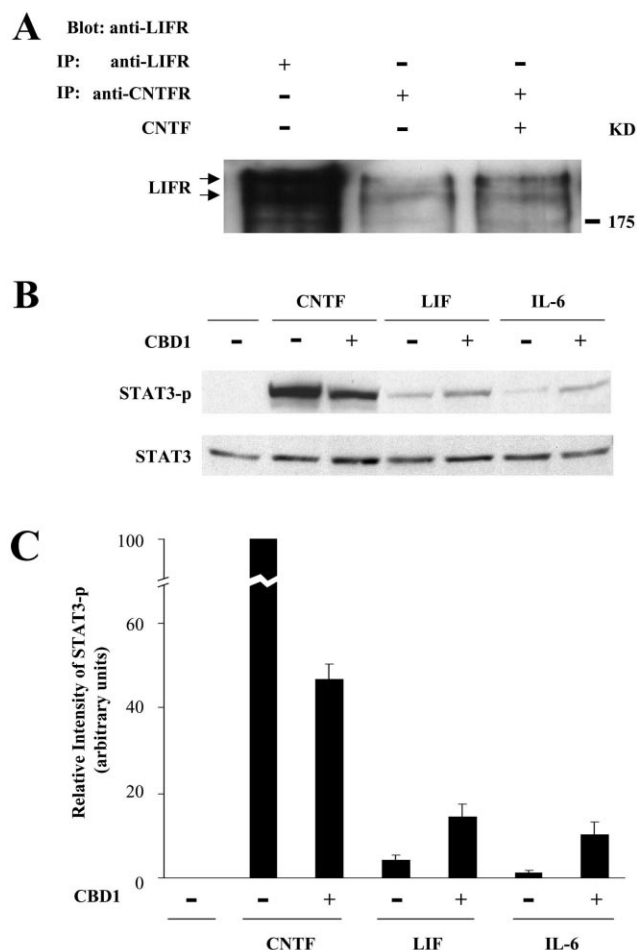 A
Blot: anti-LIFR
IP: anti-LIFR + - -
IP: anti-CNTFR - + +
CNTF - - + KD
LIFR
175
B
CNTF LIF IL-6
CBD1 - - + - + - +
STAT3-p
STAT3
C
Relative Intensity of STAT3-p
(arbitrary units)
100
60
40
20
0
CBD1 - - + - + - +
CNTF LIF IL-6